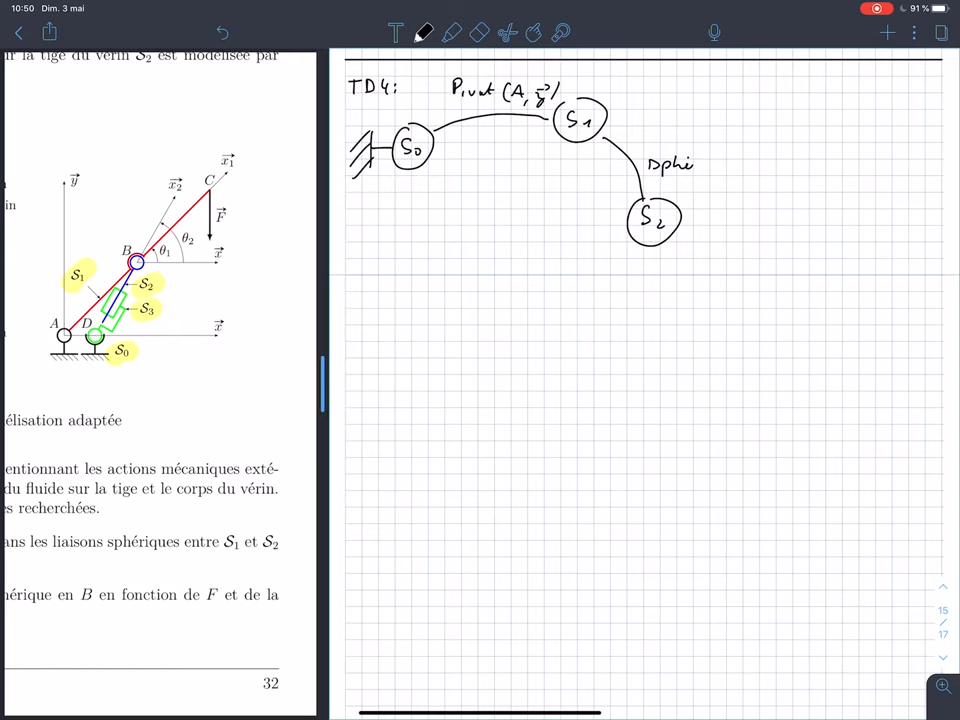 10:50 Dim. 3 mai
91 %
ur la tige du vérin S2 est modélisée par
in
y
x1
x2
C
F
θ2
B
θ1
x
S1
S2
S3
A
D
x
S0
élisation adaptée
entionnant les actions mécaniques exté-
du fluide sur la tige et le corps du vérin.
es recherchées.
ans les liaisons sphériques entre S1 et S2
hérique en B en fonction de F et de la
32
TD4: Pivot (A,
S0
S1
sphé
S2
15
/
17